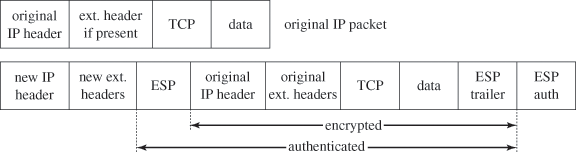 original ext. header TCP data original IP packet
IP header if present
new IP new ext. ESP original original TCP data ESP ESP
header headers IP header ext. headers trailer auth
encrypted
authenticated